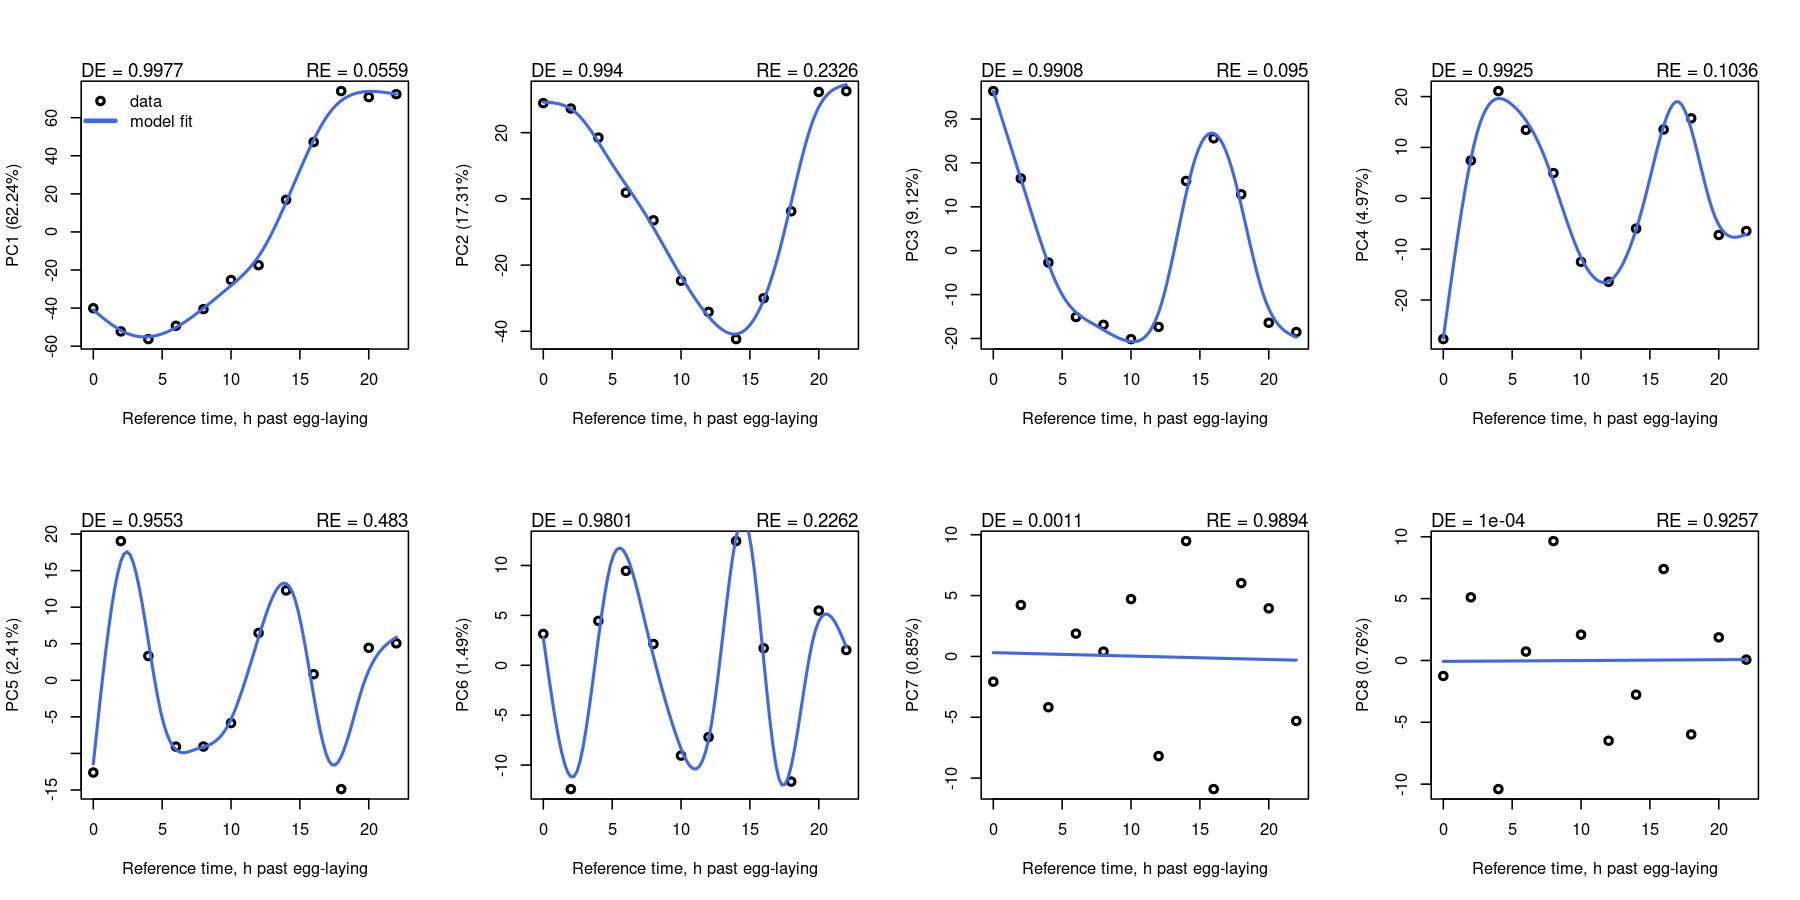 DE = 0.9977 RE = 0.0559
data
model fit
PC1 (62.24%)
60
40
20
0
-20
-40
-60
0 5 10 15 20
Reference time, h past egg-laying
DE = 0.994 RE = 0.2326
PC2 (17.31%)
20
0
-20
-40
0 5 10 15 20
Reference time, h past egg-laying
DE = 0.9908 RE = 0.095
PC3 (9.12%)
30
20
10
0
-10
-20
0 5 10 15 20
Reference time, h past egg-laying
DE = 0.9925 RE = 0.1036
PC4 (4.97%)
20
10
0
-10
-20
0 5 10 15 20
Reference time, h past egg-laying
DE = 0.9553 RE = 0.483
PC5 (2.41%)
20
15
10
5
0
-5
-15
0 5 10 15 20
Reference time, h past egg-laying
DE = 0.9801 RE = 0.2262
PC6 (1.49%)
10
5
0
-5
-10
0 5 10 15 20
Reference time, h past egg-laying
DE = 0.0011 RE = 0.9894
PC7 (0.85%)
10
5
0
-5
-10
0 5 10 15 20
Reference time, h past egg-laying
DE = 1e-04 RE = 0.9257
PC8 (0.76%)
10
5
0
-5
-10
0 5 10 15 20
Reference time, h past egg-laying